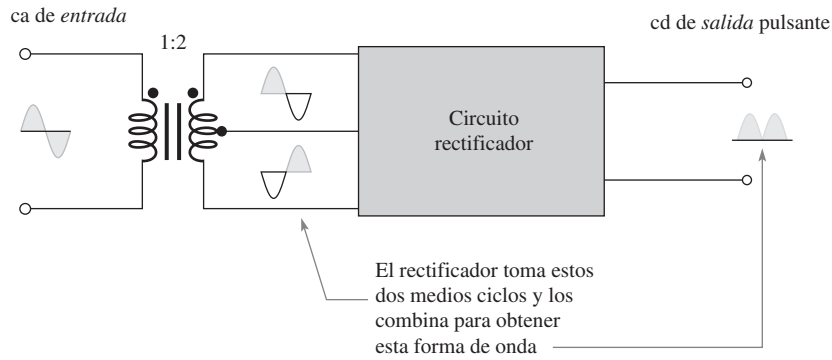 ca de entrada
1:2
cd de salida pulsante
Circuito
rectificador
El rectificador toma estos
dos medios ciclos y los
combina para obtener
esta forma de onda